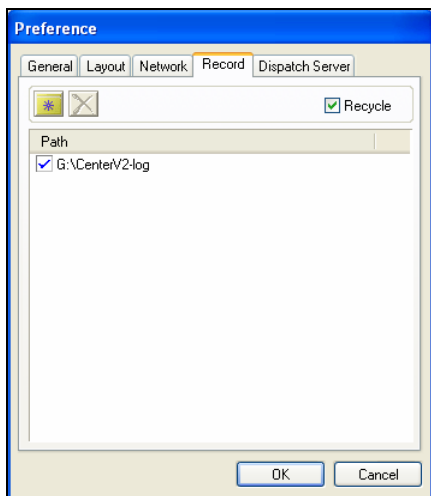 Preference
General Layout Network Record Dispatch Server
Recycle
Path
G:\CenterV2-log
OK Cancel